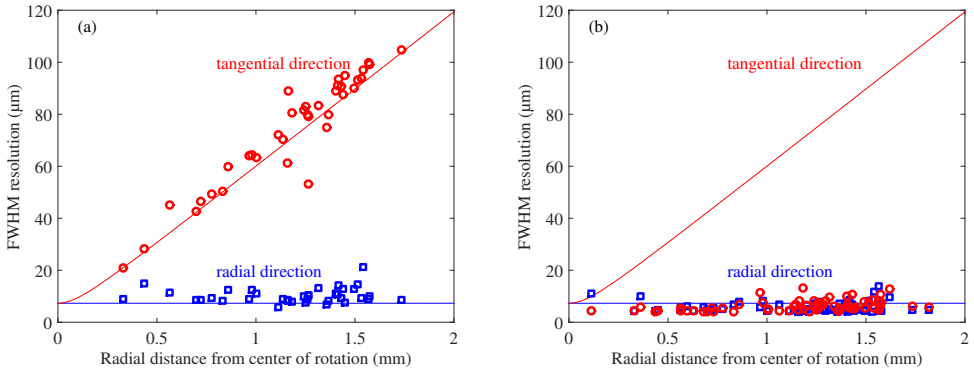 (a)
FWHM resolution (μm)
120
100
80
60
40
20
0
tangential direction
radial direction
0 0.5 1 1.5 2
Radial distance from center of rotation (mm)
(b)
FWHM resolution (μm)
120
100
80
60
40
20
0
tangential direction
radial direction
0 0.5 1 1.5 2
Radial distance from center of rotation (mm)